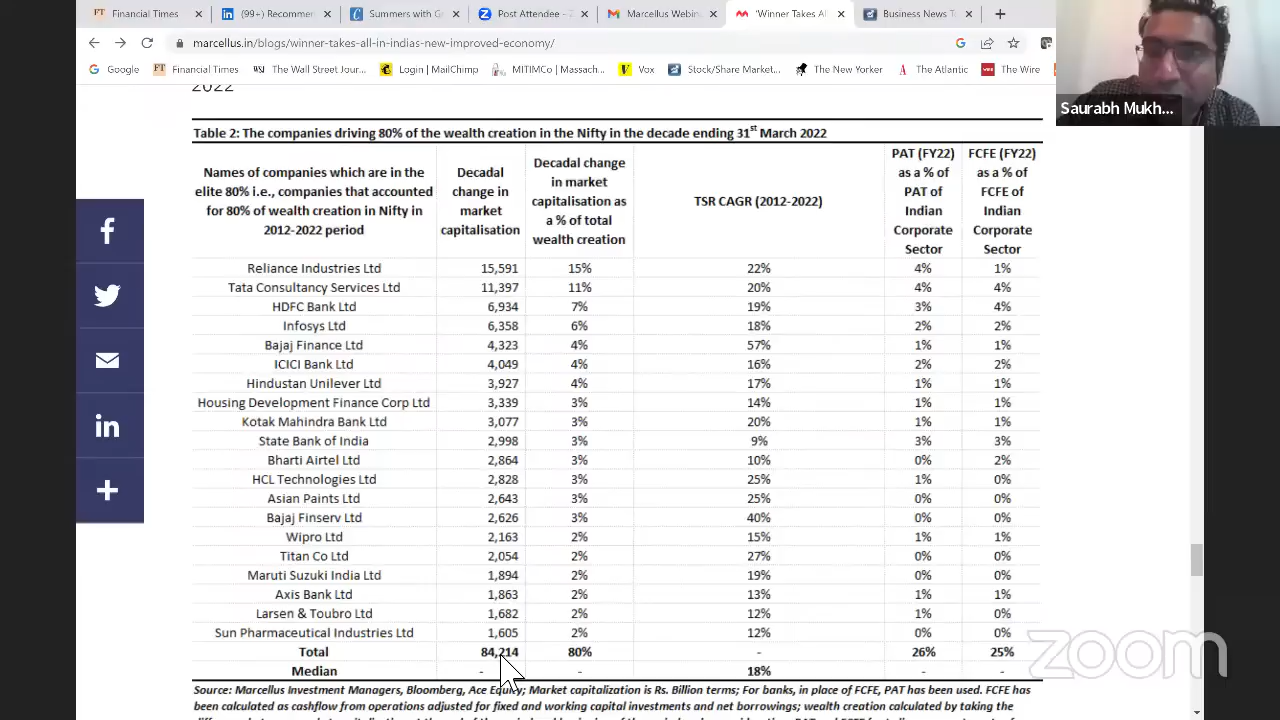 Financial Times
(99+) Recommer
Summers with Gr
Post Attendee –
Marcellus Webin
'Winner Takes Al
Business News T
marcellus.in/blogs/winner-take-all-in-indias-new-improved-economy/
Google Financial Times The Wall Street Jour... Login | MailChimp MITIMCo | Massach... Vox Stock/Share Market... The New Yorker The Atlantic The Wire
Saurabh Mukh...
2022
Table 2: The companies driving 80% of the wealth creation in the Nifty in the decade ending 31st March 2022
Names of companies which are in the elite 80% i.e., companies that accounted for 80% of wealth creation in Nifty in 2012-2022 period | Decadal change in market capitalisation | Decadal change in market capitalisation as a % of total wealth creation | TSR CAGR (2012-2022) | PAT (FY22) as a % of PAT of Indian Corporate Sector | FCFE (FY22) as a % of FCFE of Indian Corporate Sector
Reliance Industries Ltd 15,591 15% 22% 4% 1%
Tata Consultancy Services Ltd 11,397 11% 20% 4% 4%
HDFC Bank Ltd 6,934 7% 19% 3% 4%
Infosys Ltd 6,358 6% 18% 2% 2%
Bajaj Finance Ltd 4,323 4% 57% 1% 1%
ICICI Bank Ltd 4,049 4% 16% 2% 2%
Hindustan Unilever Ltd 3,927 4% 17% 1% 1%
Housing Development Finance Corp Ltd 3,339 3% 14% 1% 1%
Kotak Mahindra Bank Ltd 3,077 3% 20% 1% 1%
State Bank of India 2,998 3% 9% 3% 3%
Bharti Airtel Ltd 2,864 3% 10% 0% 2%
HCL Technologies Ltd 2,828 3% 25% 1% 0%
Asian Paints Ltd 2,643 3% 25% 0% 0%
Bajaj Finserv Ltd 2,626 3% 40% 0% 0%
Wipro Ltd 2,163 2% 15% 1% 1%
Titan Co Ltd 2,054 2% 27% 0% 0%
Maruti Suzuki India Ltd 1,894 2% 19% 0% 0%
Axis Bank Ltd 1,863 2% 13% 1% 1%
Larsen & Toubro Ltd 1,682 2% 12% 1% 0%
Sun Pharmaceutical Industries Ltd 1,605 2% 12% 0% 0%
Total 84,214 80% - 26% 25%
Median - - 18% - -
Source: Marcellus Investment Managers, Bloomberg, Ace Equity; Market capitalization is Rs. Billion terms; For banks, in place of FCFE, PAT has been used. FCFE has
been calculated as cashflow from operations adjusted for fixed and working capital investments and net borrowings; wealth creation calculated by taking the
zoom